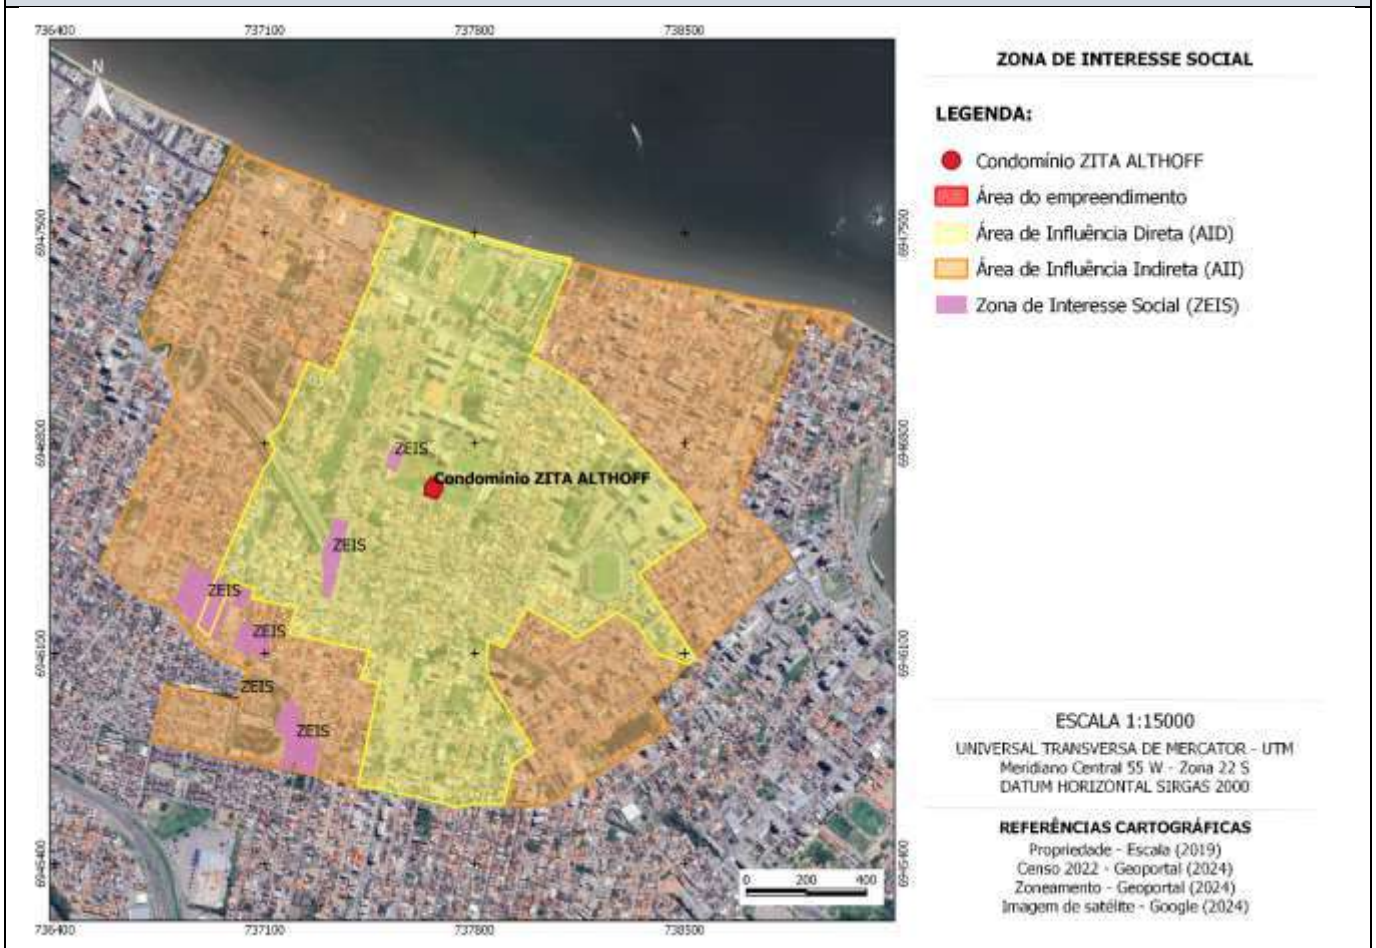 736400 737100 737800 738500
N
ZONA DE INTERESSE SOCIAL
LEGENDA:
Condomínio ZITA ALTHOFF
Área do empreendimento
Área de Influência Direta (AID)
Área de Influência Indireta (AII)
Zona de Interesse Social (ZEIS)
6947500 6947500
6946800 6946800
ZEIS
Condomínio ZITA ALTHOFF
ZEIS
ZEIS
ZEIS
6946100 6946100
ZEIS
ZEIS
ESCALA 1:15000
UNIVERSAL TRANSVERSA DE MERCATOR - UTM
Meridiano Central 55 W - Zona 22 S
DATUM HORIZONTAL SIRGAS 2000
REFERÊNCIAS CARTOGRÁFICAS
Propriedade - Escala (2019)
Censo 2022 - Geoportal (2024)
Zoneamento - Geoportal (2024)
Imagem de satélite - Google (2024)
6945400 6945400
0 200 400
736400 737100 737800 738500